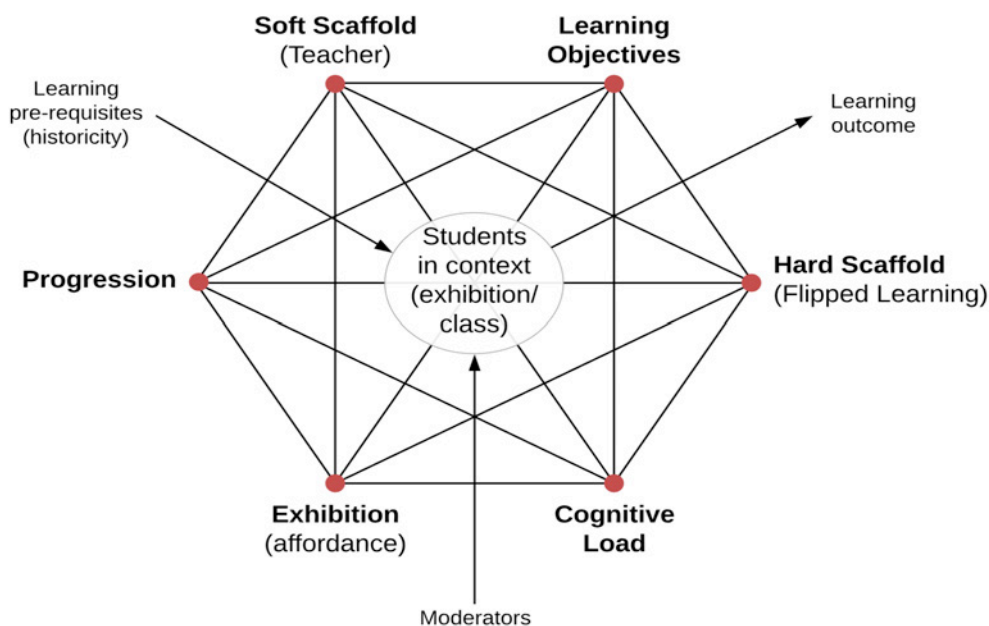 Soft Scaffold
(Teacher)
Learning
Objectives
Learning
pre-requisites
(historicity)
Learning
outcome
Students
in context
(exhibition/
class)
Progression
Hard Scaffold
(Flipped Learning)
Exhibition
(affordance)
Cognitive
Load
Moderators